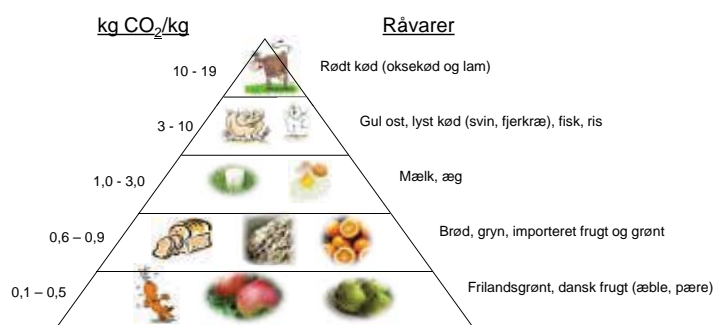 kg CO₂/kg Råvarer
10 - 19 Rødt kød (oksekød og lam)
3 - 10 Gul ost, lyst kød (svin, fjerkræ), fisk, ris
1,0 - 3,0 Mælk, æg
0,6 – 0,9 Brød, gryn, importeret frugt og grønt
0,1 – 0,5 Frilandsgrønt, dansk frugt (æble, pære)